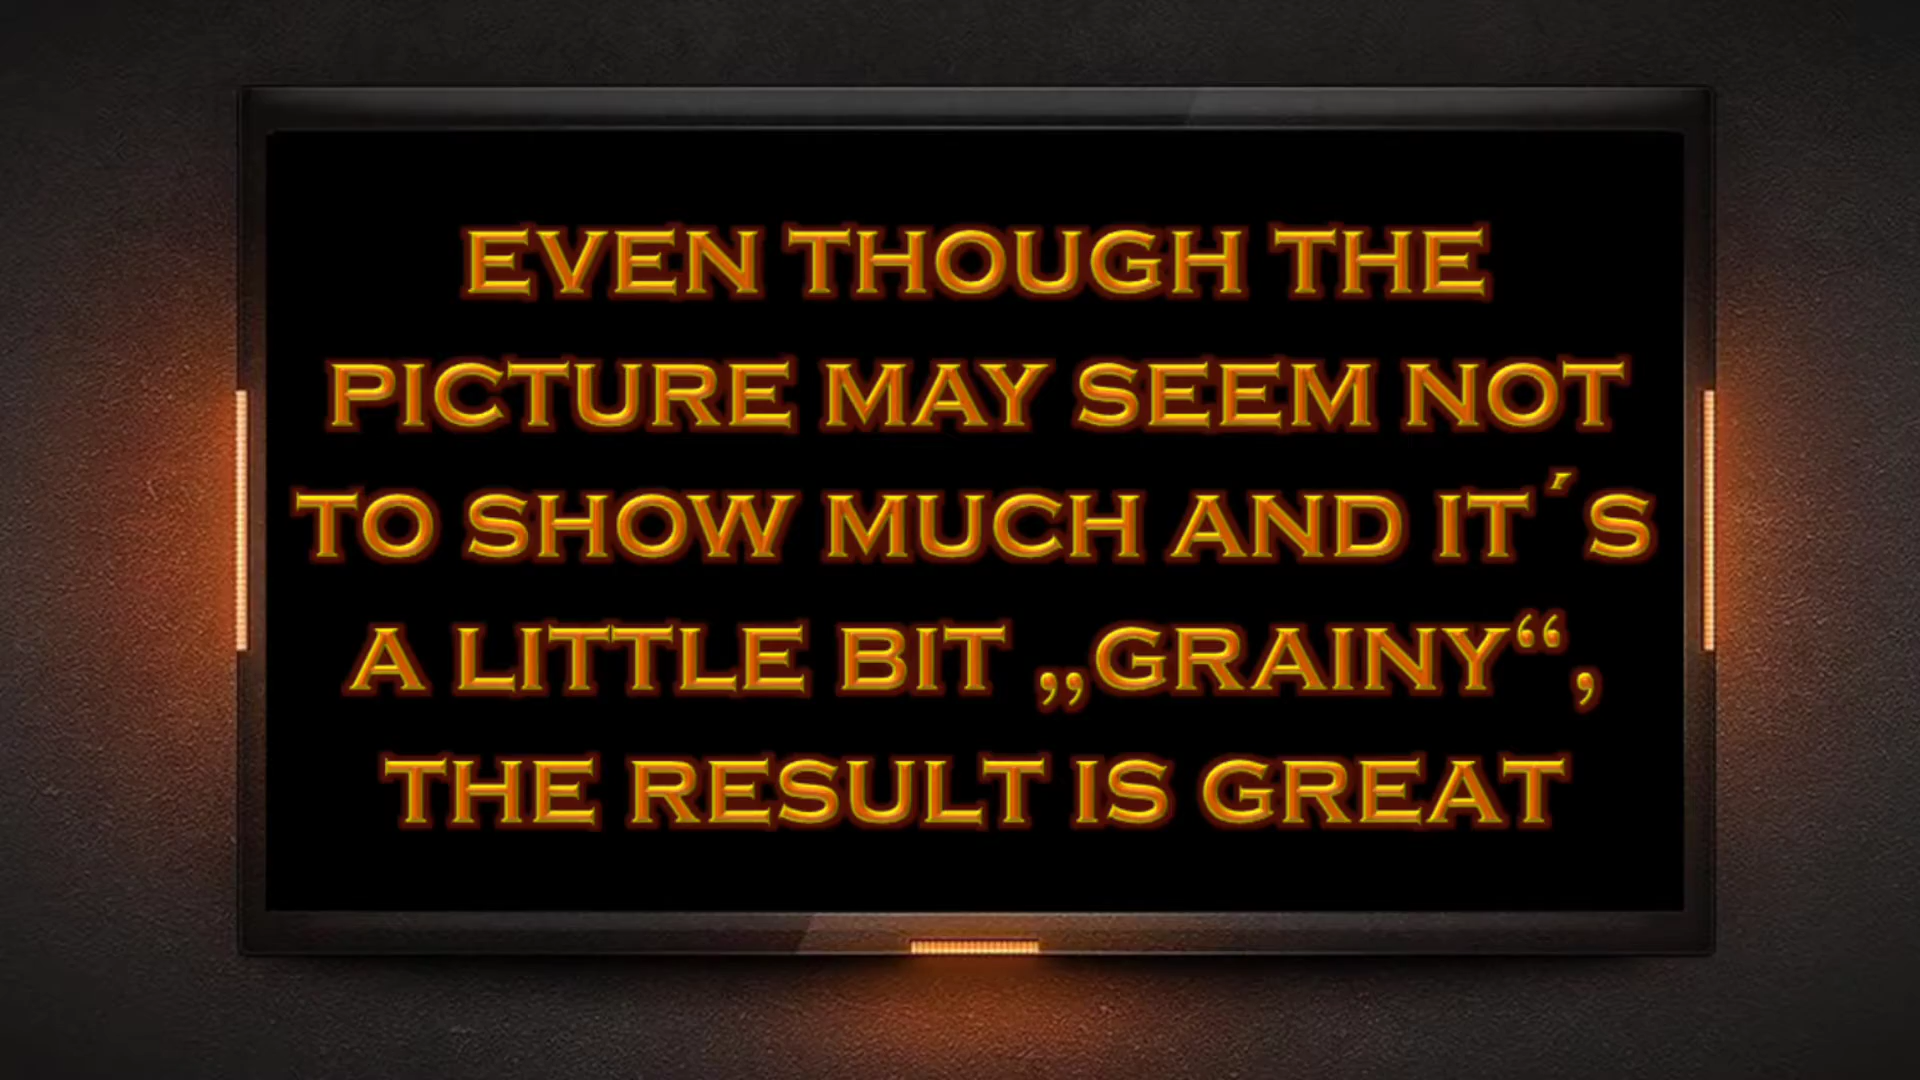 EVEN THOUGH THE
PICTURE MAY SEEM NOT
TO SHOW MUCH AND IT´S
A LITTLE BIT „GRAINY“,
THE RESULT IS GREAT